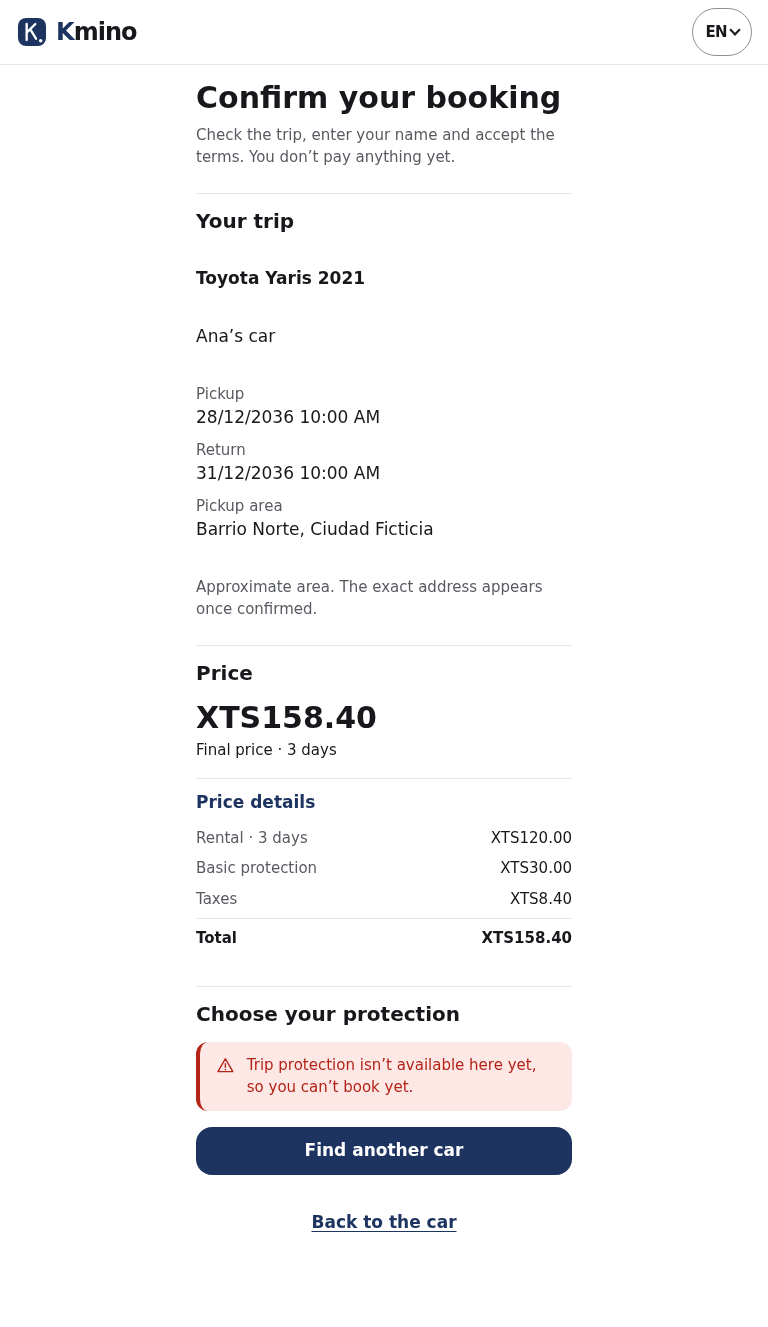 Kmino
EN
Confirm your booking
Check the trip, enter your name and accept the
terms. You don’t pay anything yet.
Your trip
Toyota Yaris 2021
Ana’s car
Pickup
28/12/2036 10:00 AM
Return
31/12/2036 10:00 AM
Pickup area
Barrio Norte, Ciudad Ficticia
Approximate area. The exact address appears
once confirmed.
Price
XTS158.40
Final price · 3 days
Price details
Rental · 3 days XTS120.00
Basic protection XTS30.00
Taxes XTS8.40
Total XTS158.40
Choose your protection
Trip protection isn’t available here yet,
so you can’t book yet.
Find another car
Back to the car